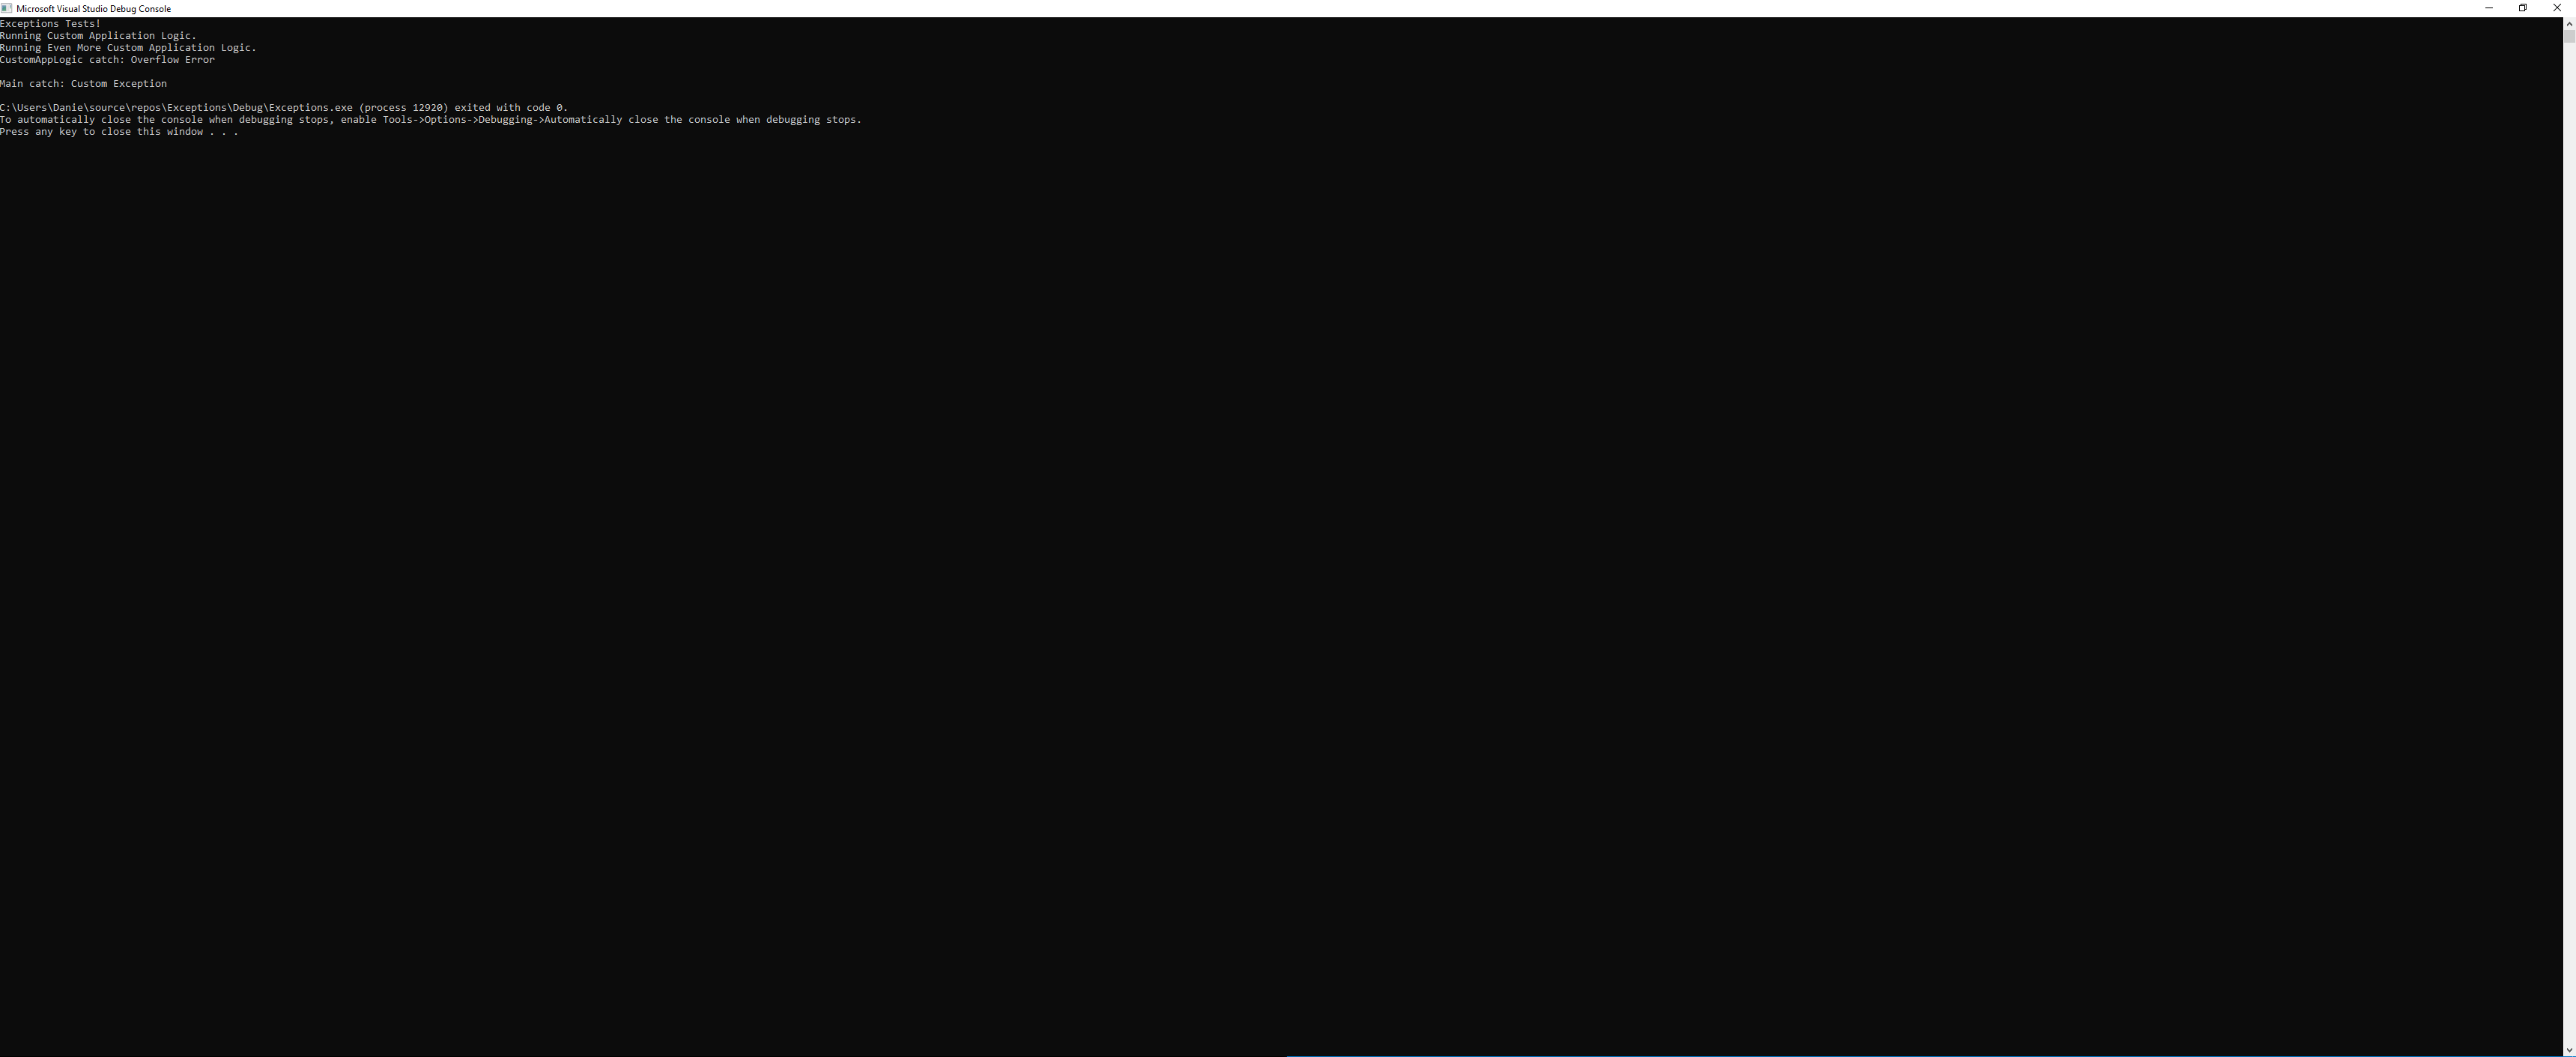 Microsoft Visual Studio Debug Console
Exceptions Tests!
Running Custom Application Logic.
Running Even More Custom Application Logic.
CustomAppLogic catch: Overflow Error
Main catch: Custom Exception
C:\Users\Danie\source\repos\Exceptions\Debug\Exceptions.exe (process 12920) exited with code 0.
To automatically close the console when debugging stops, enable Tools->Options->Debugging->Automatically close the console when debugging stops.
Press any key to close this window . . .